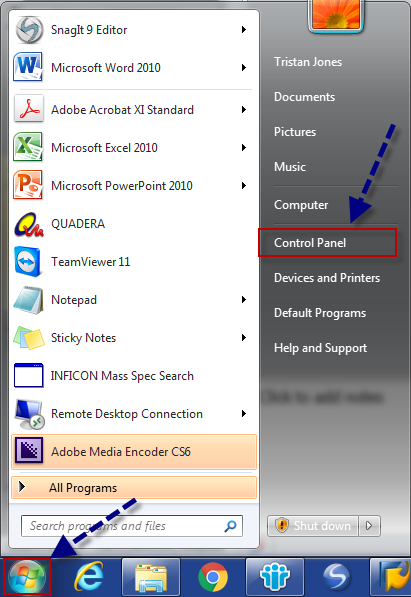 SnagIt 9 Editor
Microsoft Word 2010
Adobe Acrobat XI Standard
Microsoft Excel 2010
Microsoft PowerPoint 2010
QUADERA
TeamViewer 11
Notepad
Sticky Notes
INFICON Mass Spec Search
Remote Desktop Connection
Adobe Media Encoder CS6
All Programs
Search programs and files
Tristan Jones
Documents
Pictures
Music
Computer
Control Panel
Devices and Printers
Default Programs
Help and Support
Click to add notes
Shut down